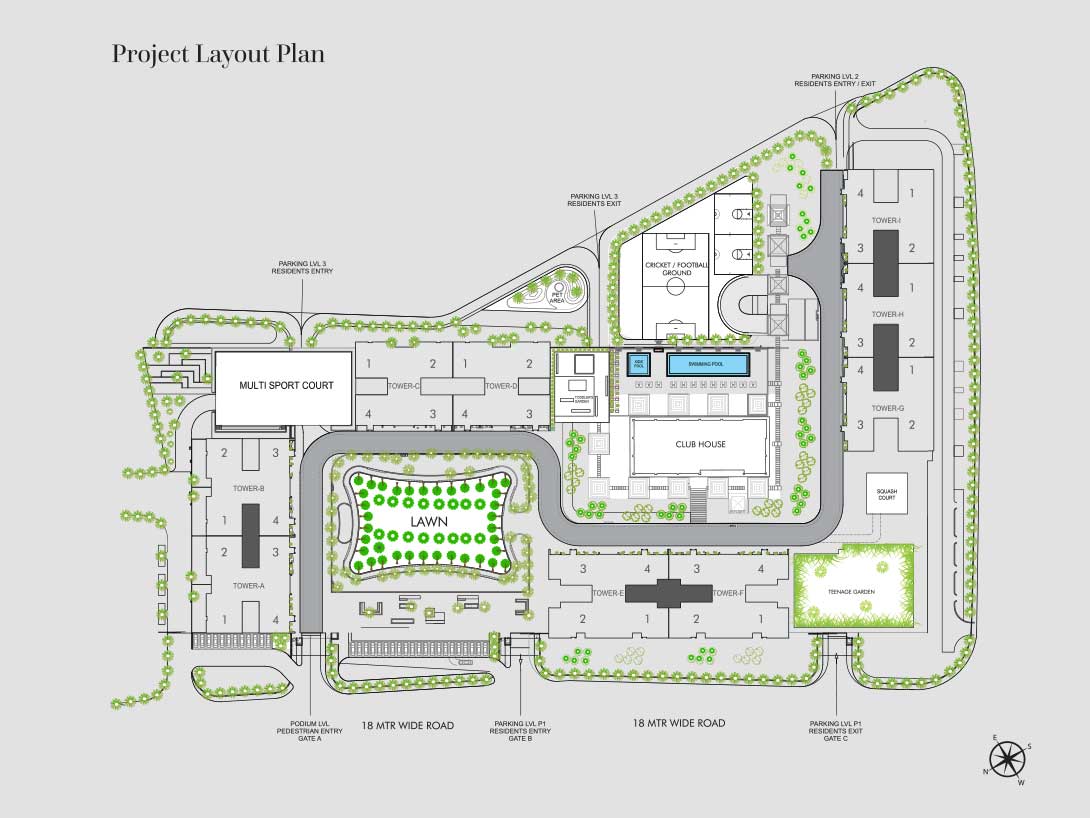 Project Layout Plan
PARKING LVL 2
RESIDENTS ENTRY / EXIT
PARKING LVL 3
RESIDENTS EXIT
PARKING LVL 3
RESIDENTS ENTRY
4 1
TOWER-I
3 2
4 1
TOWER-H
3 2
4 1
TOWER-G
3 2
CRICKET / FOOTBALL
GROUND
PET
AREA
KIDS
POOL
SWIMMING POOL
MULTI SPORT COURT
1 2 1 2
TOWER-C TOWER-D
4 3 4 3
TODDLER'S
GARDEN
CLUB HOUSE
2 3
TOWER-B
1 4
2 3
TOWER-A
1 4
LAWN
SQUASH
COURT
3 4 3 4
TOWER-E TOWER-F
2 1 2 1
TEENAGE GARDEN
PODIUM LVL
PEDESTRIAN ENTRY
GATE A
18 MTR WIDE ROAD
PARKING LVL P1
RESIDENTS ENTRY
GATE B
18 MTR WIDE ROAD
PARKING LVL P1
RESIDENTS EXIT
GATE C
E
S
N
W